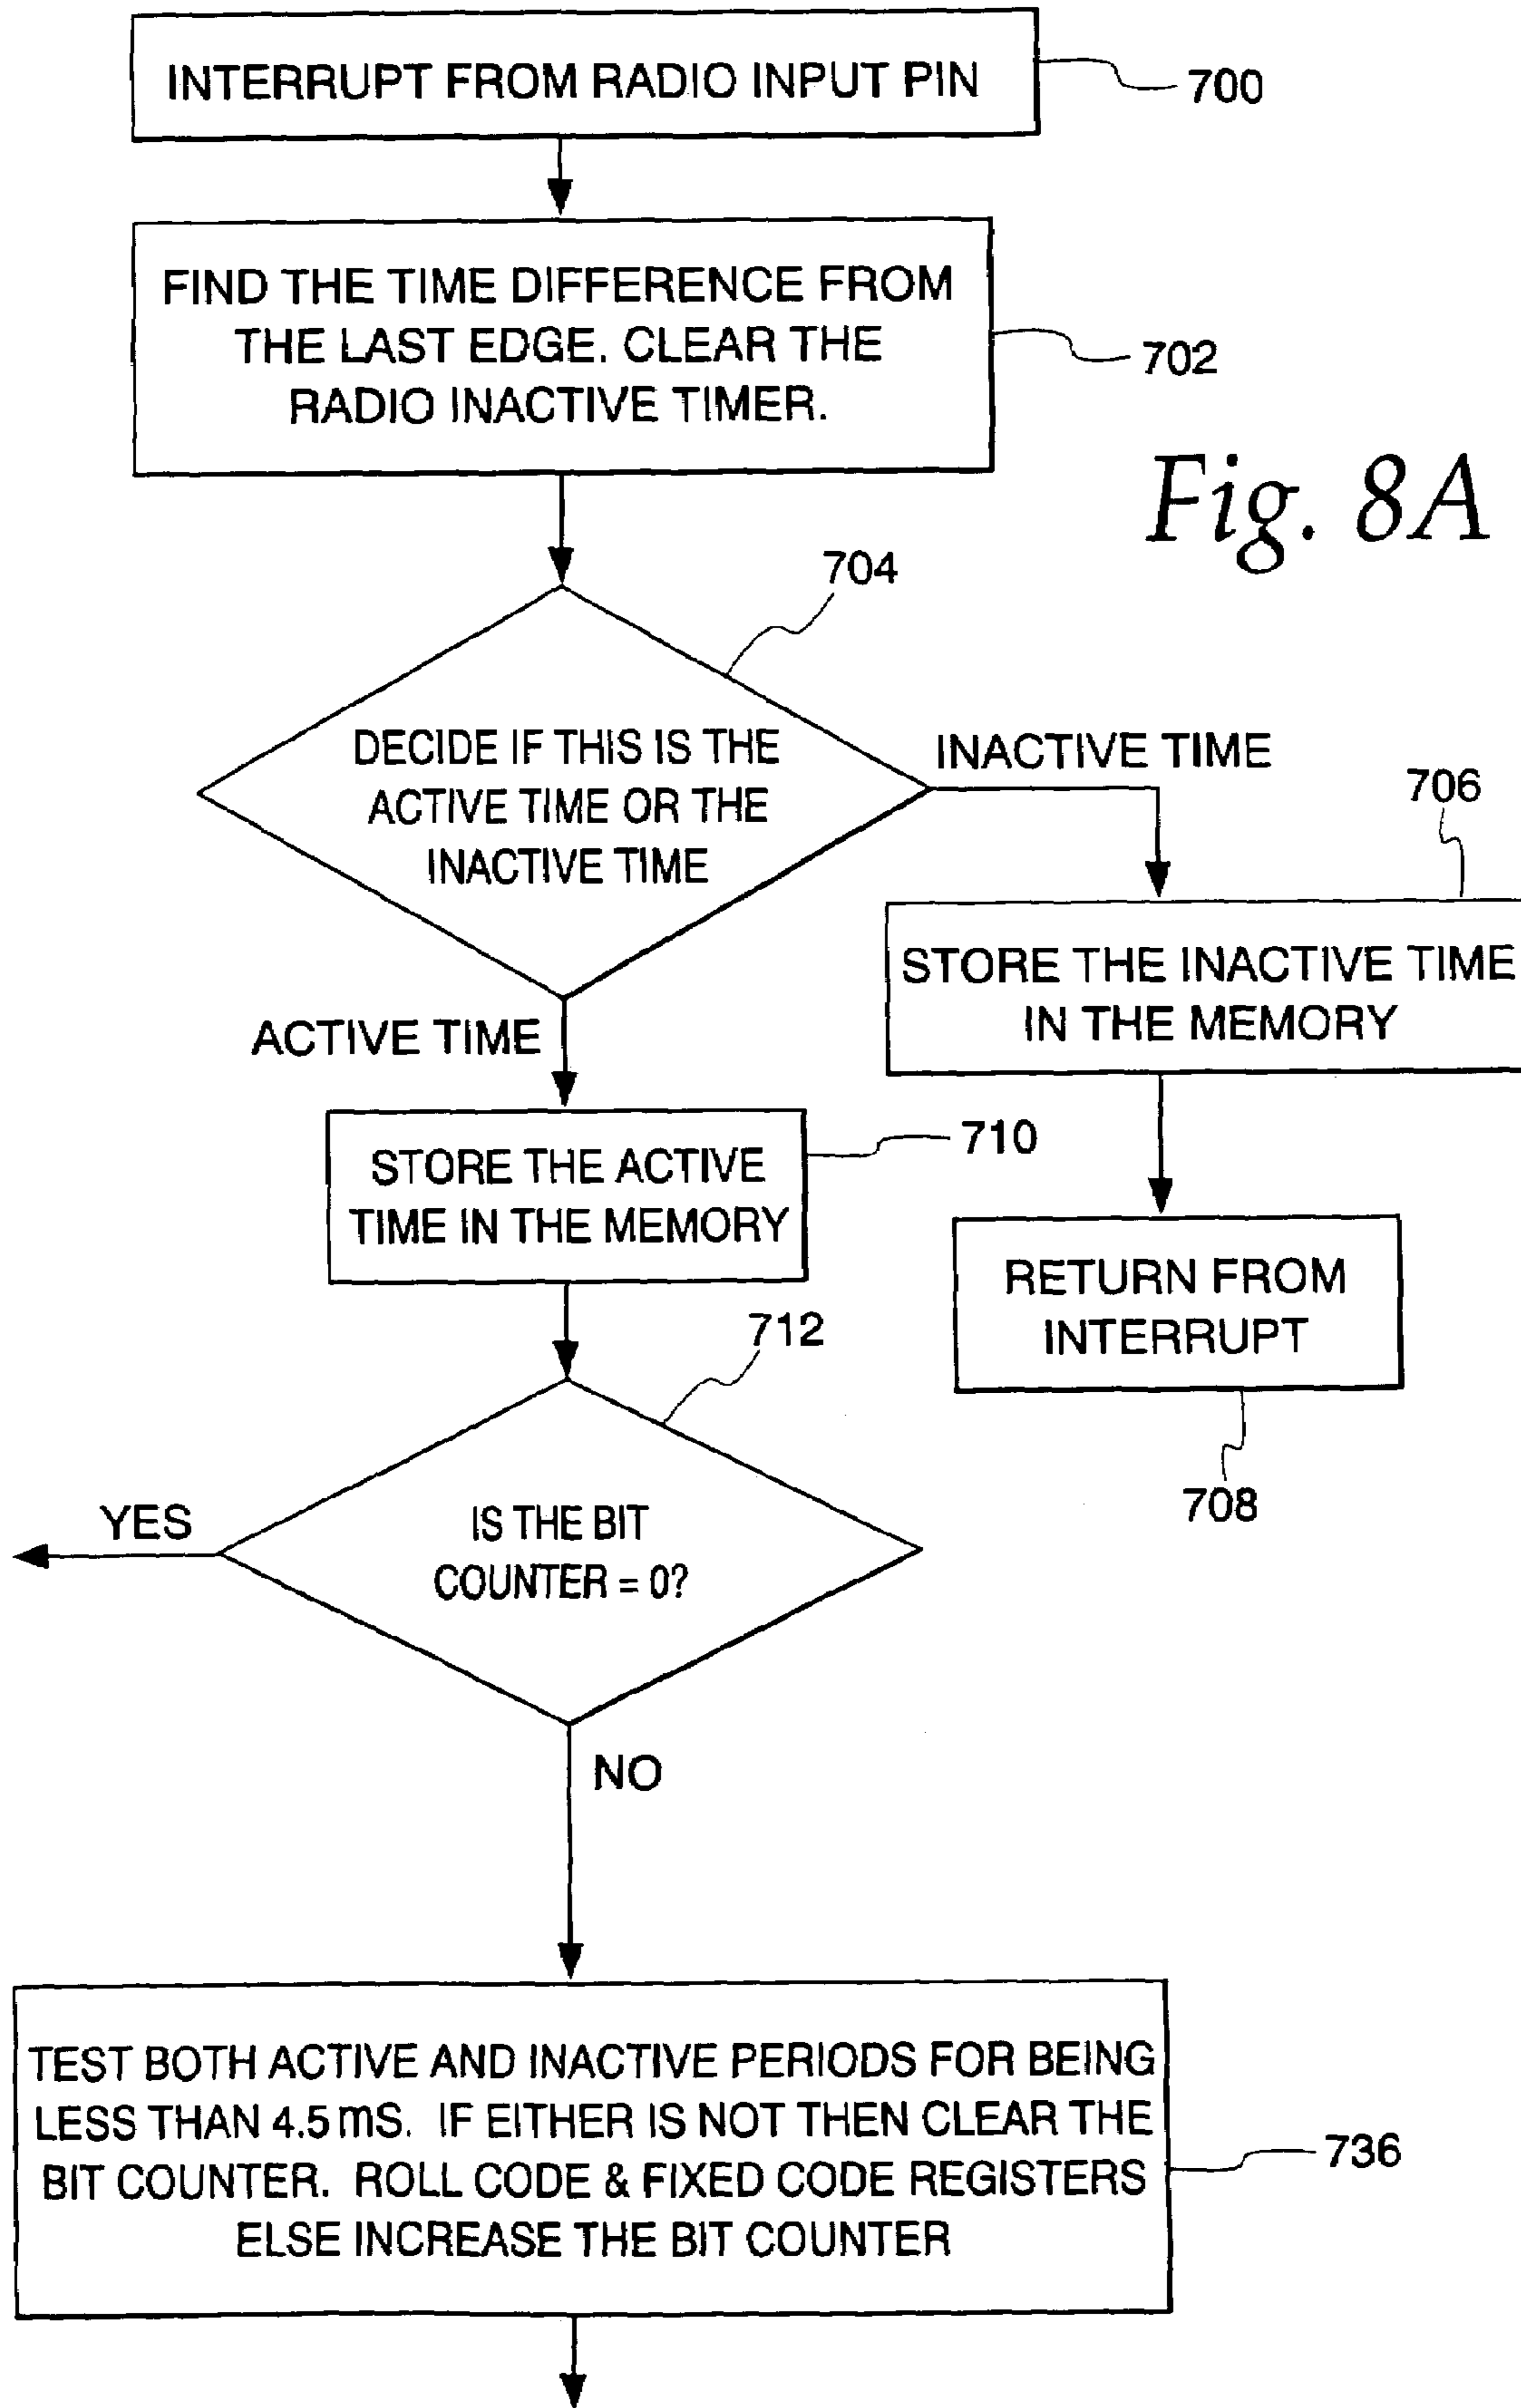 INTERRUPT FROM RADIO INPUT PIN
700
FIND THE TIME DIFFERENCE FROM
THE LAST EDGE. CLEAR THE
RADIO INACTIVE TIMER.
702
Fig. 8A
704
DECIDE IF THIS IS THE
ACTIVE TIME OR THE
INACTIVE TIME
INACTIVE TIME
706
STORE THE INACTIVE TIME
IN THE MEMORY
ACTIVE TIME
710
STORE THE ACTIVE
TIME IN THE MEMORY
RETURN FROM
INTERRUPT
708
712
IS THE BIT
COUNTER = 0?
YES
NO
TEST BOTH ACTIVE AND INACTIVE PERIODS FOR BEING
LESS THAN 4.5 mS. IF EITHER IS NOT THEN CLEAR THE
BIT COUNTER. ROLL CODE & FIXED CODE REGISTERS
ELSE INCREASE THE BIT COUNTER
736